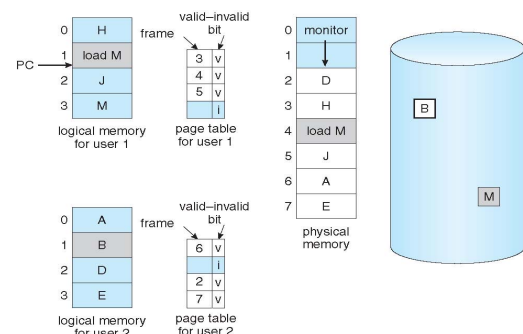 valid–invalid
bit
frame
0 H
1 load M
2 J
3 M
PC
3 v
4 v
5 v
i
logical memory
for user 1
page table
for user 1
0 monitor
1
2 D
3 H
4 load M
5 J
6 A
7 E
physical
memory
B
M
valid–invalid
bit
frame
0 A
1 B
2 D
3 E
6 v
i
2 v
7 v
logical memory
for user 2
page table
for user 2